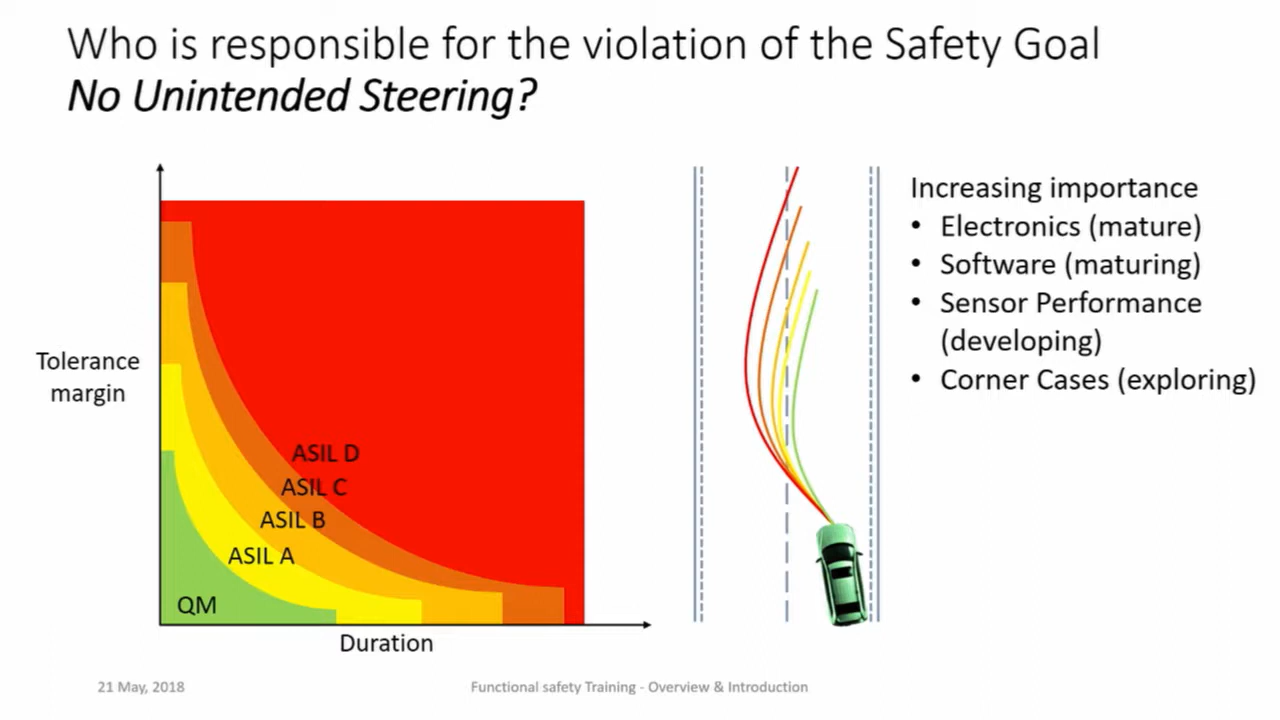 Who is responsible for the violation of the Safety Goal
No Unintended Steering?
Tolerance
margin
ASIL D
ASIL C
ASIL B
ASIL A
QM
Duration
Increasing importance
• Electronics (mature)
• Software (maturing)
• Sensor Performance
(developing)
• Corner Cases (exploring)
21 May, 2018
Functional safety Training - Overview & Introduction